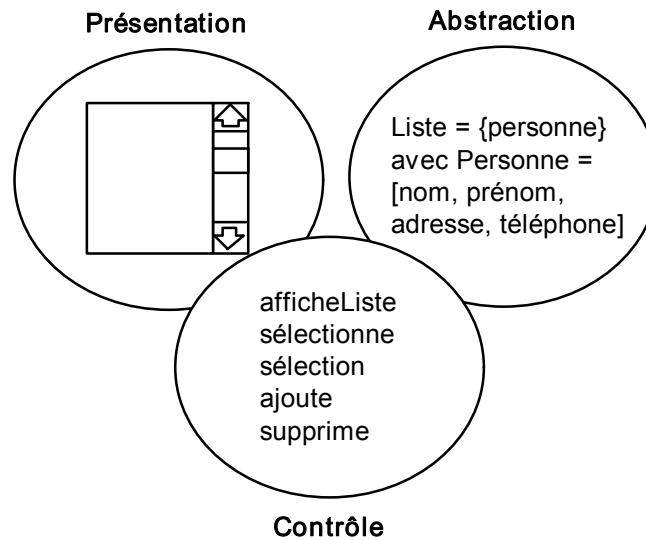 Présentation
Abstraction
Liste = {personne}
avec Personne =
[nom, prénom,
adresse, téléphone]
afficheListe
sélectionne
sélection
ajoute
supprime
Contrôle